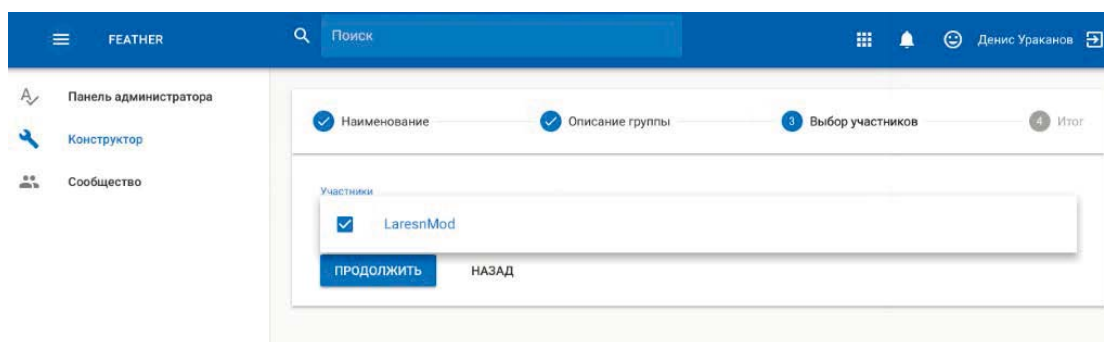 FEATHER
Поиск
Денис Ураканов
Панель администратора
Конструктор
Сообщество
Наименование
Описание группы
3 Выбор участников
4 Итог
Участники
LaresnMod
ПРОДОЛЖИТЬ НАЗАД